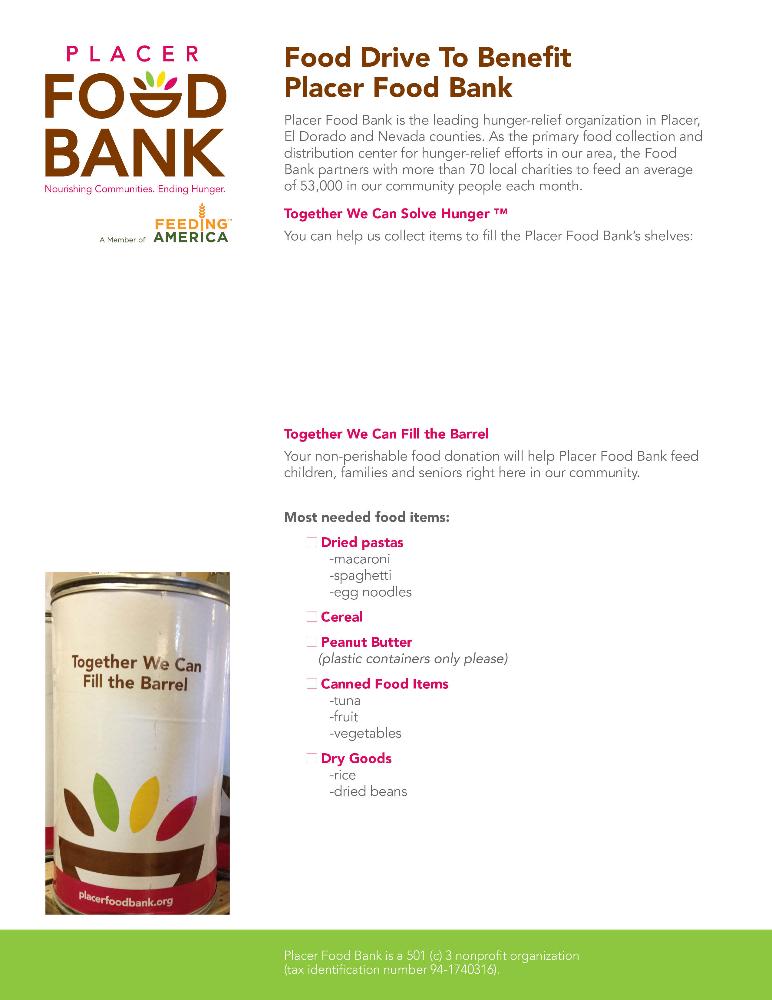 PLACER
FOOD
BANK
Nourishing Communities. Ending Hunger.
A Member of
FEEDING™
AMERICA
Food Drive To Benefit
Placer Food Bank
Placer Food Bank is the leading hunger-relief organization in Placer,
El Dorado and Nevada counties. As the primary food collection and
distribution center for hunger-relief efforts in our area, the Food
Bank partners with more than 70 local charities to feed an average
of 53,000 in our community people each month.
Together We Can Solve Hunger ™
You can help us collect items to fill the Placer Food Bank’s shelves:
Together We Can Fill the Barrel
Your non-perishable food donation will help Placer Food Bank feed
children, families and seniors right here in our community.
Most needed food items:
☐ Dried pastas
-macaroni
-spaghetti
-egg noodles
☐ Cereal
☐ Peanut Butter
(plastic containers only please)
☐ Canned Food Items
-tuna
-fruit
-vegetables
☐ Dry Goods
-rice
-dried beans
Together We Can
Fill the Barrel
placerfoodbank.org
Placer Food Bank is a 501 (c) 3 nonprofit organization
(tax identification number 94-1740316).